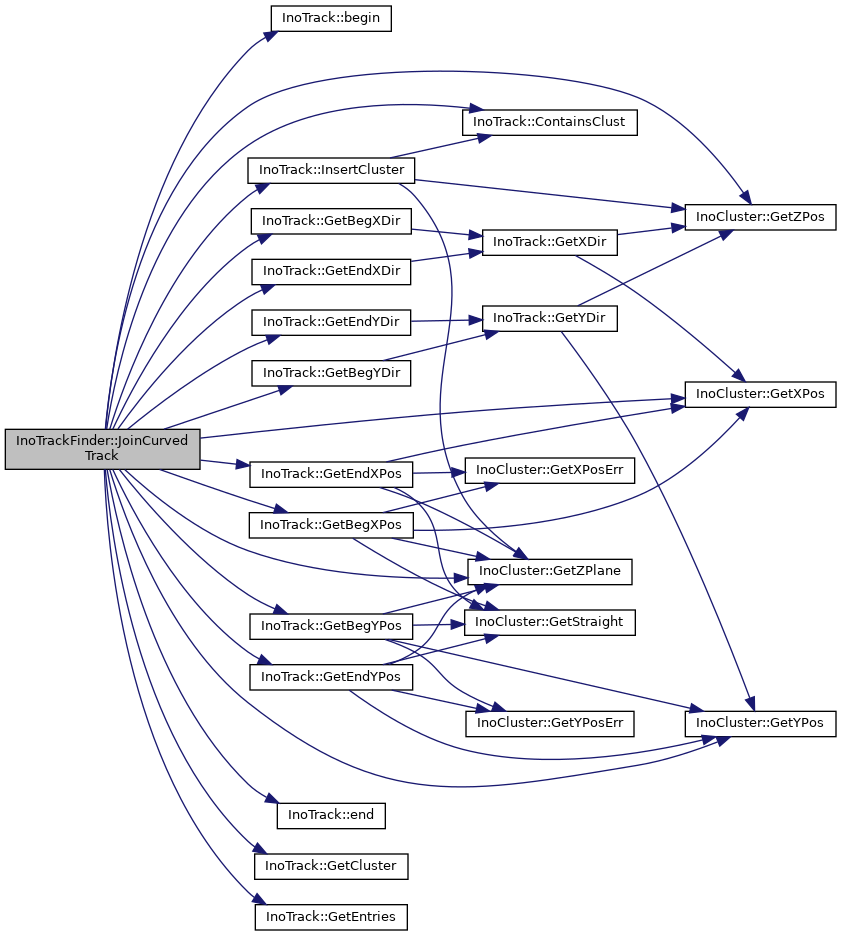 InoTrack::begin
InoTrack::ContainsClust
InoTrack::InsertCluster
InoTrack::GetBegXDir
InoCluster::GetZPos
InoTrack::GetXDir
InoTrack::GetEndXDir
InoTrack::GetEndYDir
InoTrack::GetYDir
InoTrack::GetBegYDir
InoCluster::GetXPos
InoTrackFinder::JoinCurved
Track
InoTrack::GetEndXPos
InoCluster::GetXPosErr
InoTrack::GetBegXPos
InoCluster::GetZPlane
InoTrack::GetBegYPos
InoCluster::GetStraight
InoTrack::GetEndYPos
InoCluster::GetYPosErr
InoCluster::GetYPos
InoTrack::end
InoTrack::GetCluster
InoTrack::GetEntries